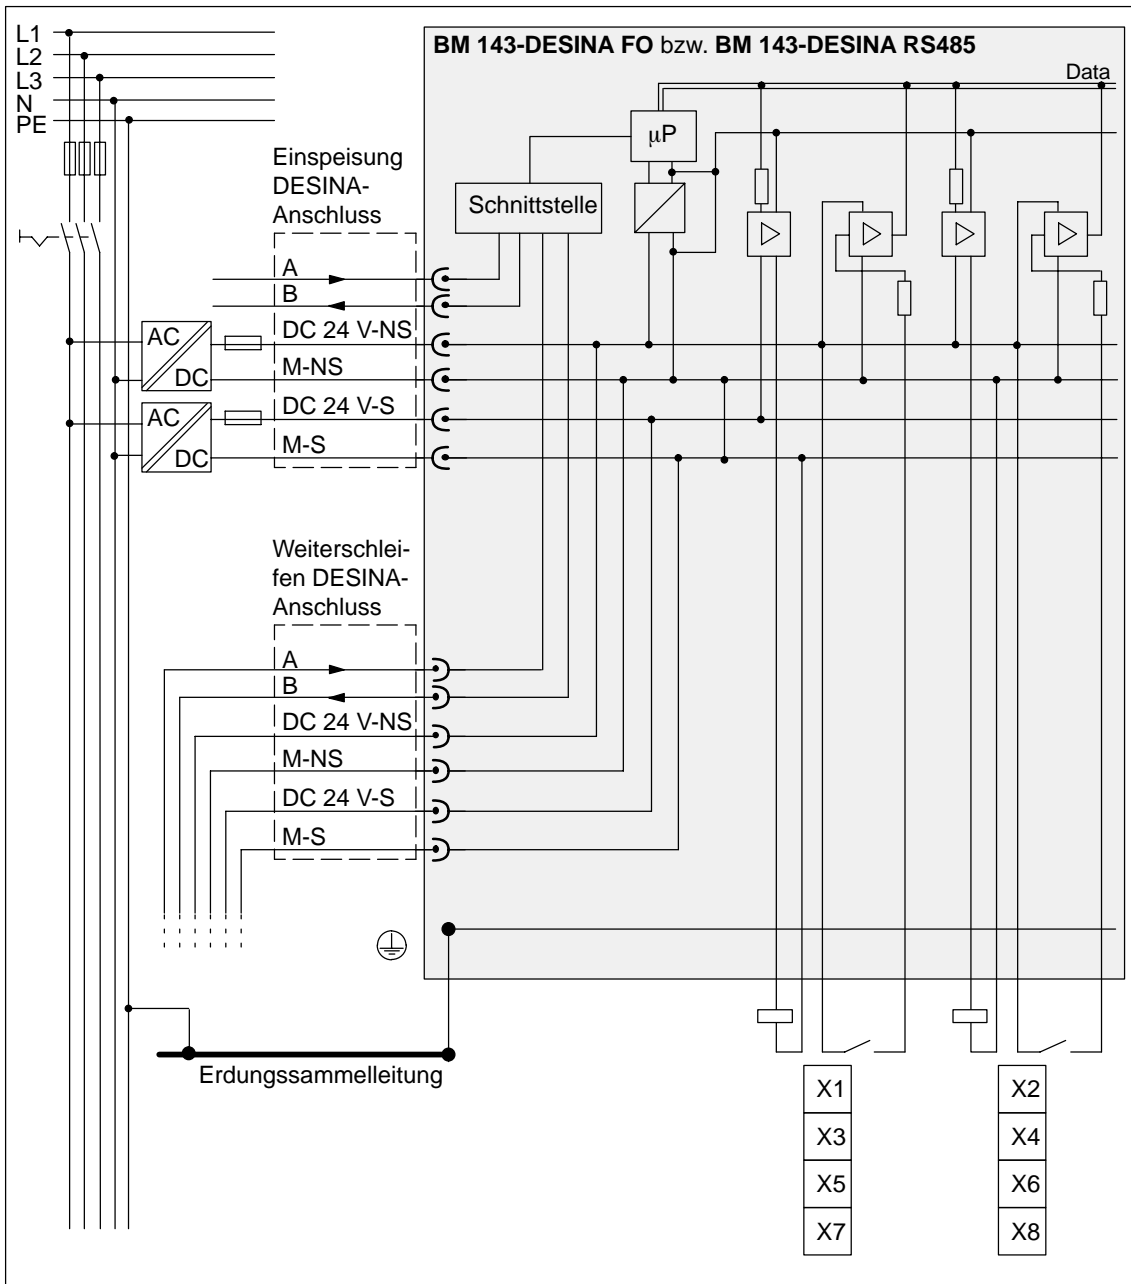 L1
L2
L3
N
PE
BM 143-DESINA FO bzw. BM 143-DESINA RS485
Data
µP
Einspeisung
DESINA-
Anschluss
Schnittstelle
A
B
DC 24 V-NS
AC
DC
M-NS
DC 24 V-S
AC
DC
M-S
Weiterschlei-
fen DESINA-
Anschluss
A
B
DC 24 V-NS
M-NS
DC 24 V-S
M-S
Erdungssammelleitung
X1
X2
X3
X4
X5
X6
X7
X8